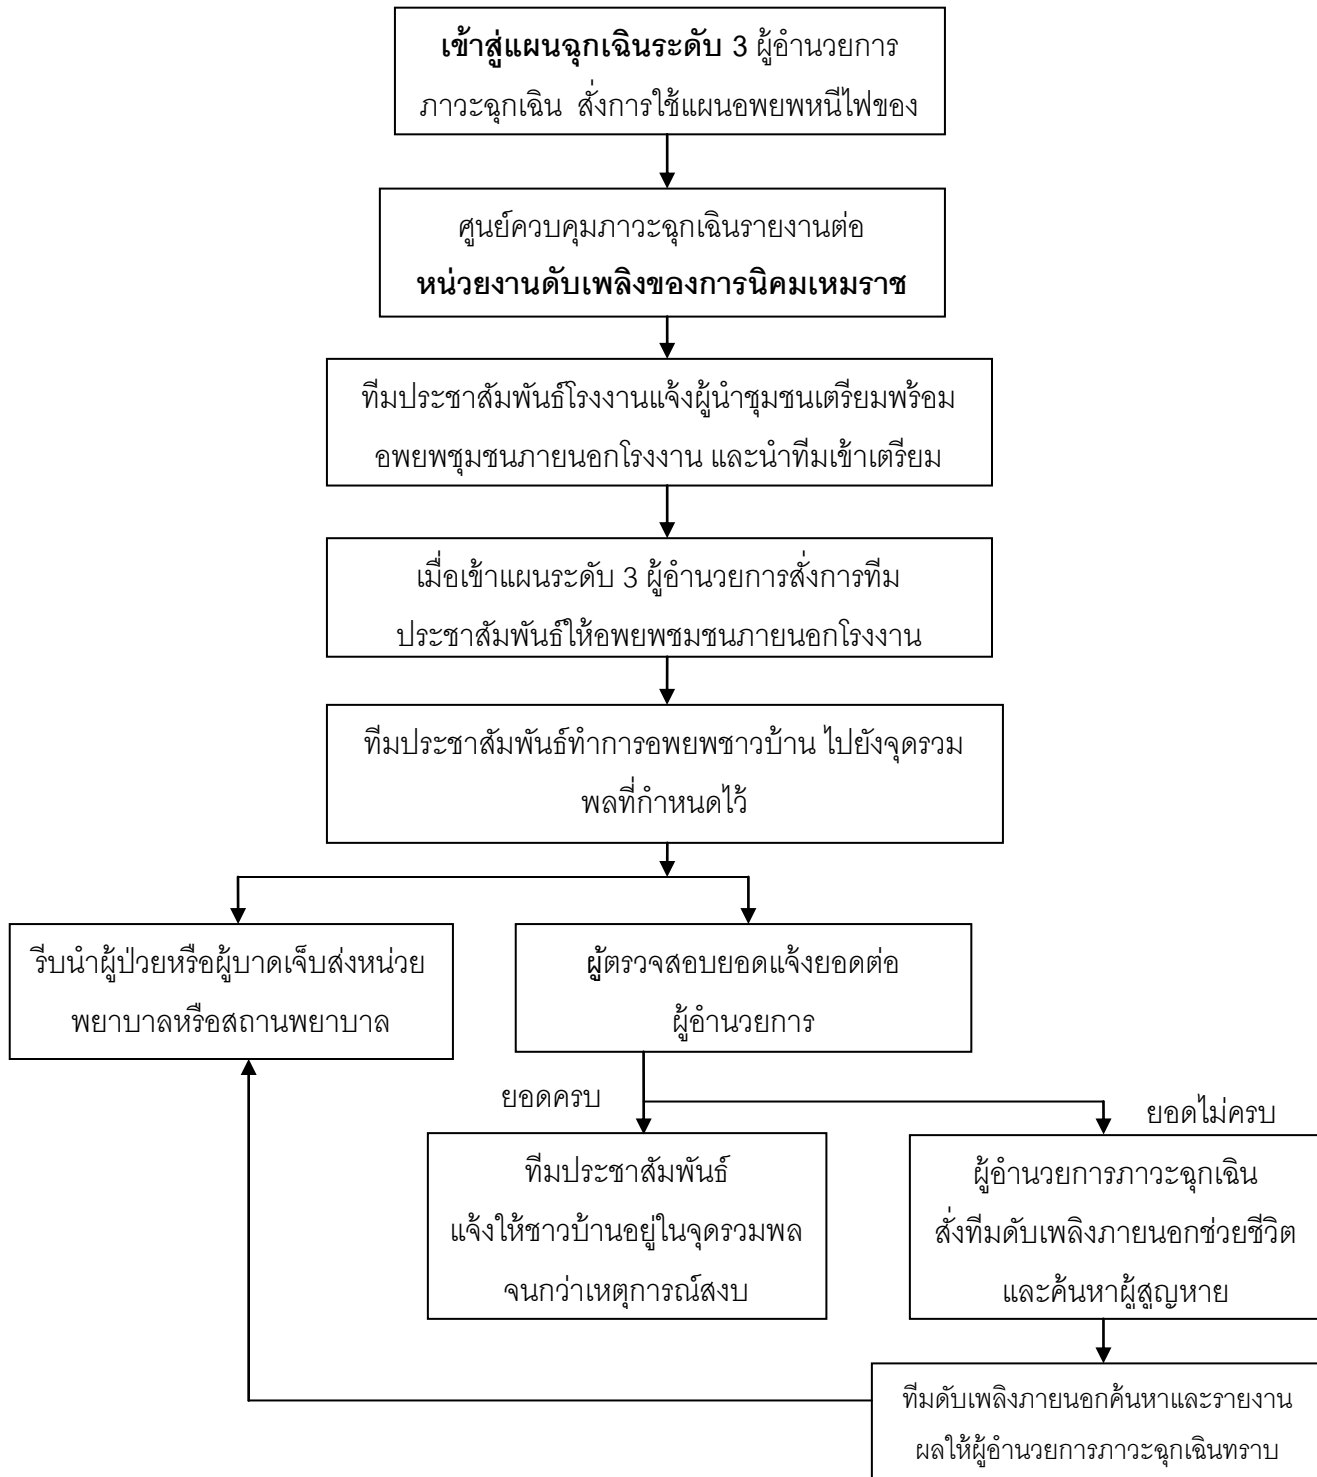 เข้าสู่แผนฉุกเฉินระดับ 3 ผู้อำนวยการ
ภาวะฉุกเฉิน สั่งการใช้แผนอพยพหนีไฟของ
ศูนย์ควบคุมภาวะฉุกเฉินรายงานต่อ
หน่วยงานดับเพลิงของการนิคมเหมราช
ทีมประชาสัมพันธ์โรงงานแจ้งผู้นำชุมชนเตรียมพร้อม
อพยพชุมชนภายนอกโรงงาน และนำทีมเข้าเตรียม
เมื่อเข้าแผนระดับ 3 ผู้อำนวยการสั่งการทีม
ประชาสัมพันธ์ให้อพยพชุมชนภายนอกโรงงาน
ทีมประชาสัมพันธ์ทำการอพยพชาวบ้าน ไปยังจุดรวม
พลที่กำหนดไว้
รีบนำผู้ป่วยหรือผู้บาดเจ็บส่งหน่วย
พยาบาลหรือสถานพยาบาล
ผู้ตรวจสอบยอดแจ้งยอดต่อ
ผู้อำนวยการ
ยอดครบ
ยอดไม่ครบ
ทีมประชาสัมพันธ์
แจ้งให้ชาวบ้านอยู่ในจุดรวมพล
จนกว่าเหตุการณ์สงบ
ผู้อำนวยการภาวะฉุกเฉิน
สั่งทีมดับเพลิงภายนอกช่วยชีวิต
และค้นหาผู้สูญหาย
ทีมดับเพลิงภายนอกค้นหาและรายงาน
ผลให้ผู้อำนวยการภาวะฉุกเฉินทราบ